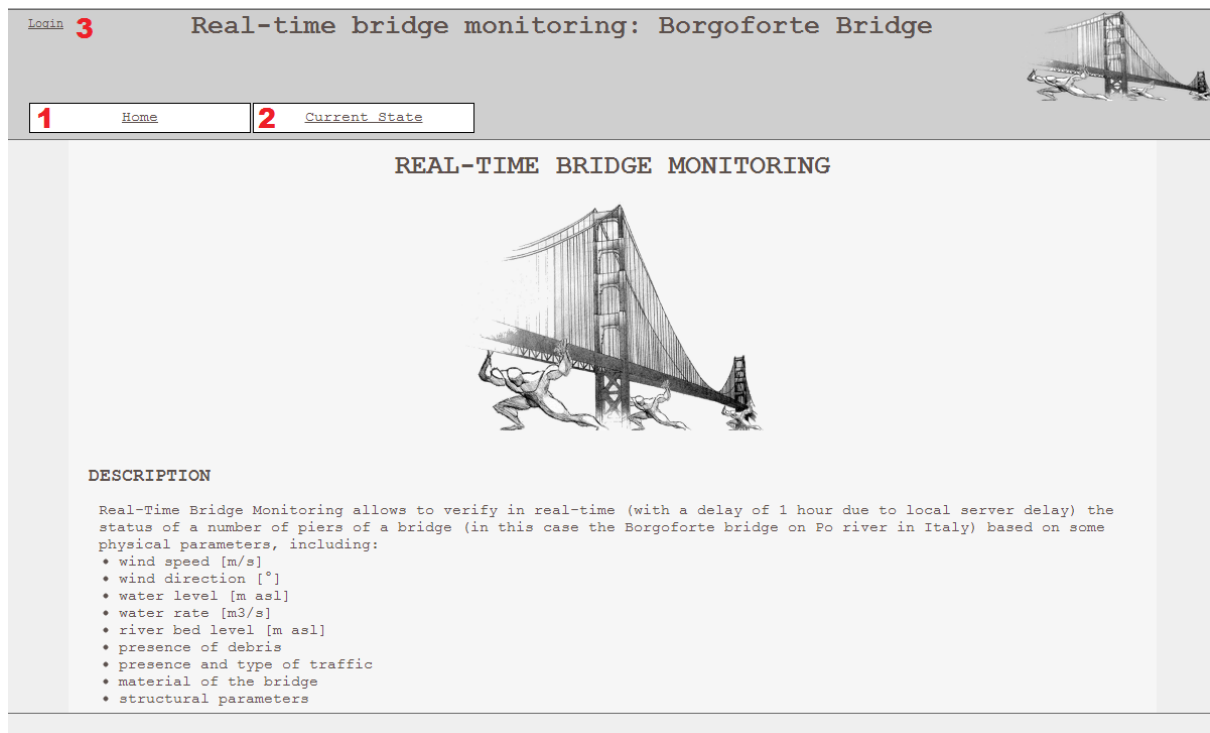 Login 3
Real-time bridge monitoring: Borgoforte Bridge
1 Home
2 Current State
REAL-TIME BRIDGE MONITORING
DESCRIPTION
Real-Time Bridge Monitoring allows to verify in real-time (with a delay of 1 hour due to local server delay) the
status of a number of piers of a bridge (in this case the Borgoforte bridge on Po river in Italy) based on some
physical parameters, including:
• wind speed [m/s]
• wind direction [°]
• water level [m asl]
• water rate [m3/s]
• river bed level [m asl]
• presence of debris
• presence and type of traffic
• material of the bridge
• structural parameters